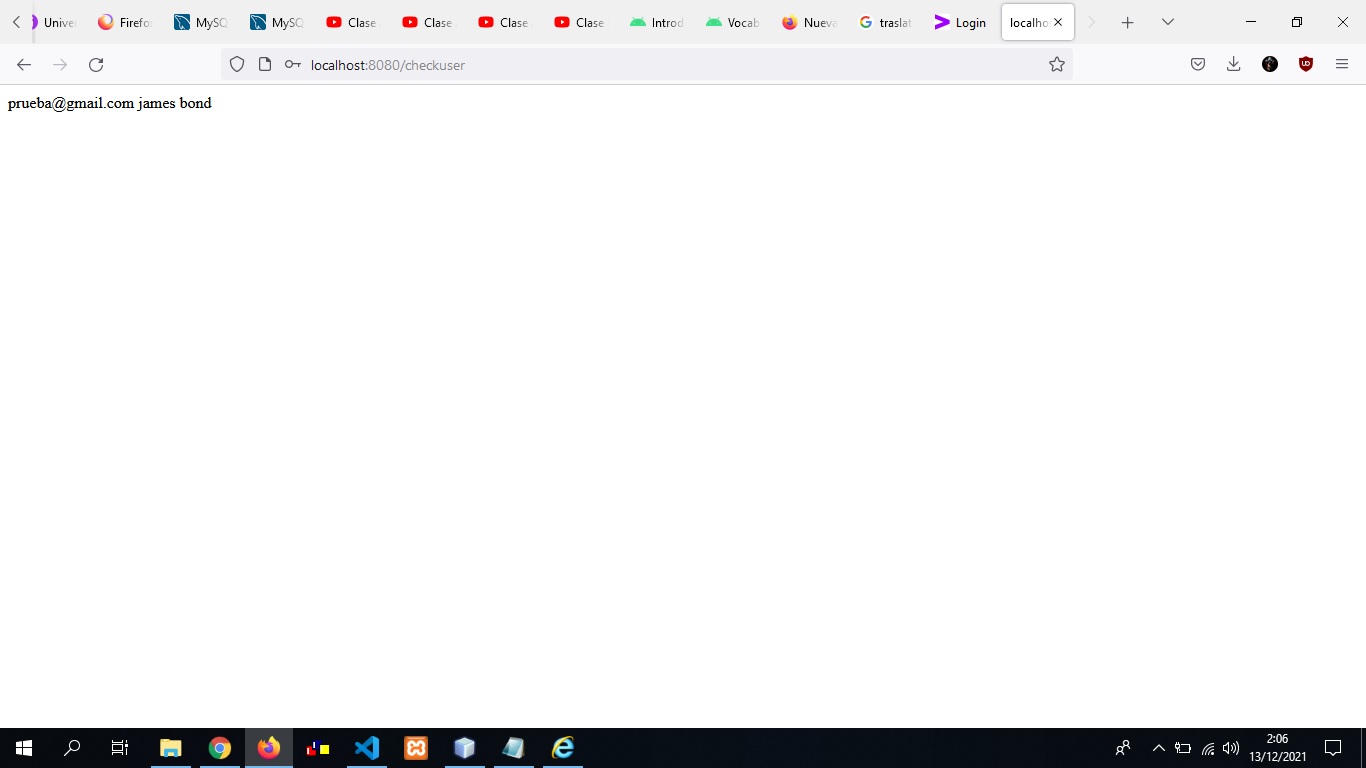 Univer Firefo MySQ MySQ Clase Clase Clase Clase Introd Vocab Nueva traslat Login localho
localhost:8080/checkuser
prueba@gmail.com james bond
2:06
13/12/2021